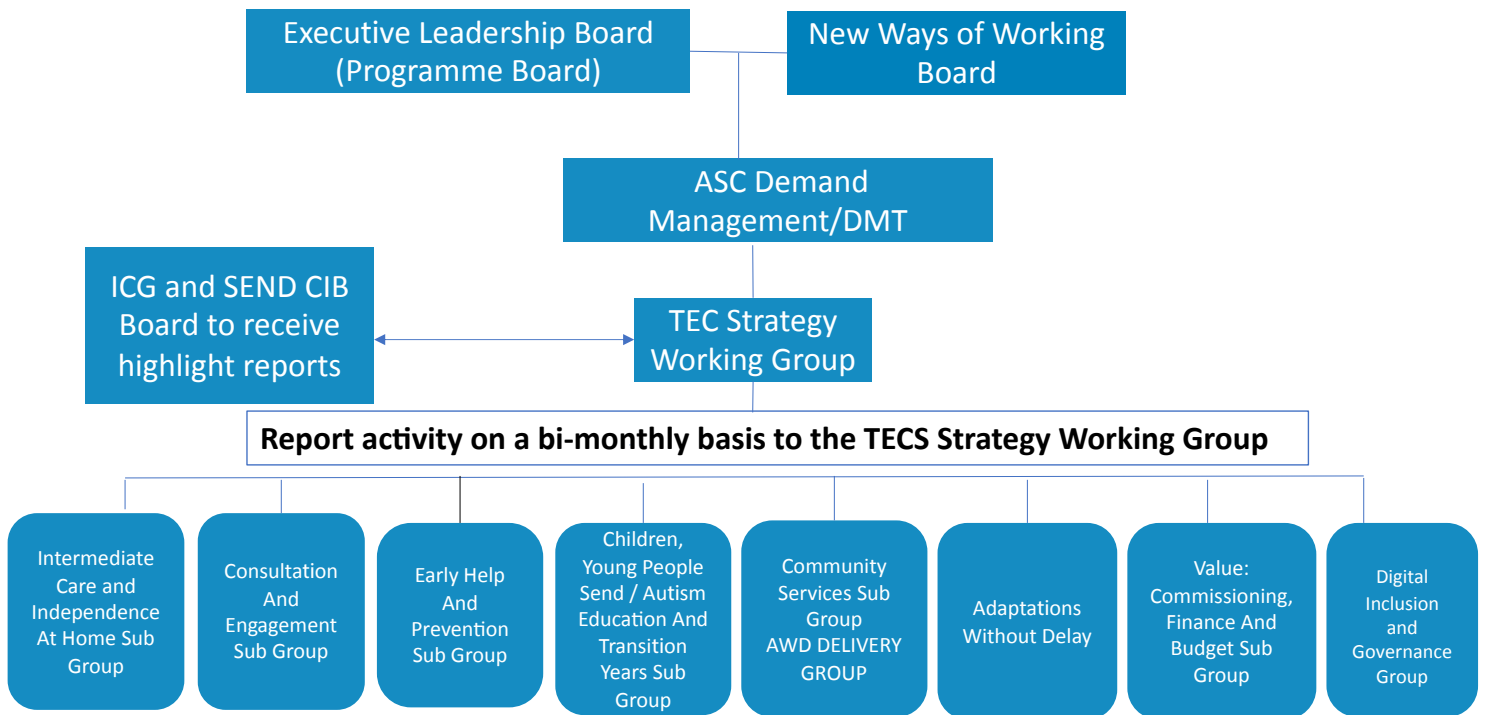 Executive Leadership Board
(Programme Board)
New Ways of Working
Board
ASC Demand
Management/DMT
ICG and SEND CIB
Board to receive
highlight reports
TEC Strategy
Working Group
Report activity on a bi-monthly basis to the TECS Strategy Working Group
Intermediate
Care and
Independence
At Home Sub
Group
Consultation
And
Engagement
Sub Group
Early Help
And
Prevention
Sub Group
Children,
Young People
Send / Autism
Education And
Transition
Years Sub
Group
Community
Services Sub
Group
AWD DELIVERY
GROUP
Adaptations
Without Delay
Value:
Commissioning,
Finance And
Budget Sub
Group
Digital
Inclusion
and
Governance
Group